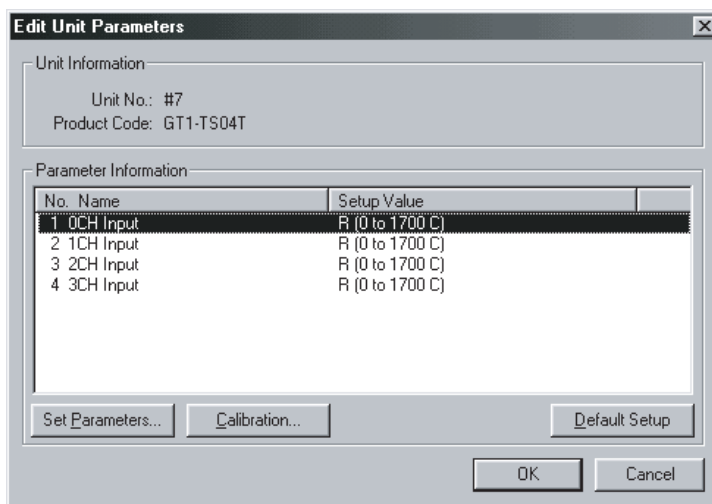 Edit Unit Parameters
Unit Information
Unit No.: #7
Product Code: GT1-TS04T
Parameter Information
No. Name Setup Value
1 0CH Input R (0 to 1700 C)
2 1CH Input R (0 to 1700 C)
3 2CH Input R (0 to 1700 C)
4 3CH Input R (0 to 1700 C)
Set Parameters... Calibration... Default Setup
OK Cancel